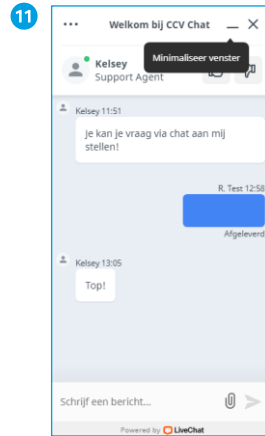 11
Welkom bij CCV Chat
Minimaliseer venster
Kelsey
Support Agent
Kelsey 11:51
Je kan je vraag via chat aan mij
stellen!
R. Test 12:58
Afgeleverd
Kelsey 13:05
Top!
Schrijf een bericht...
Powered by LiveChat